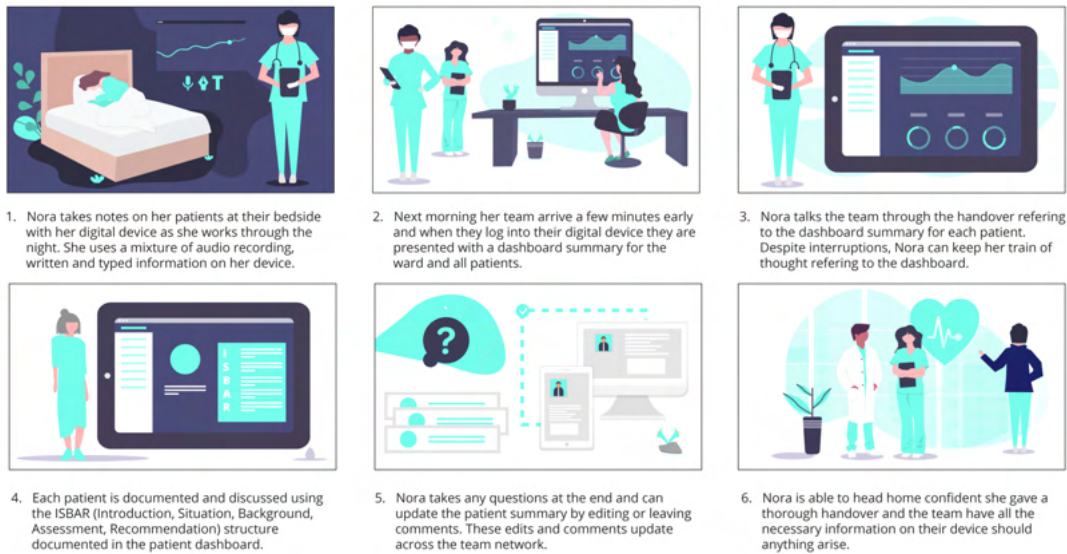 T
1. Nora takes notes on her patients at their bedside
with her digital device as she works through the
night. She uses a mixture of audio recording,
written and typed information on her device.
2. Next morning her team arrive a few minutes early
and when they log into their digital device they are
presented with a dashboard summary for the
ward and all patients.
3. Nora talks the team through the handover refering
to the dashboard summary for each patient.
Despite interruptions, Nora can keep her train of
thought refering to the dashboard.
I
S
B
A
R
?
4. Each patient is documented and discussed using
the ISBAR (Introduction, Situation, Background,
Assessment, Recommendation) structure
documented in the patient dashboard.
5. Nora takes any questions at the end and can
update the patient summary by editing or leaving
comments. These edits and comments update
across the team network.
6. Nora is able to head home confident she gave a
thorough handover and the team have all the
necessary information on their device should
anything arise.